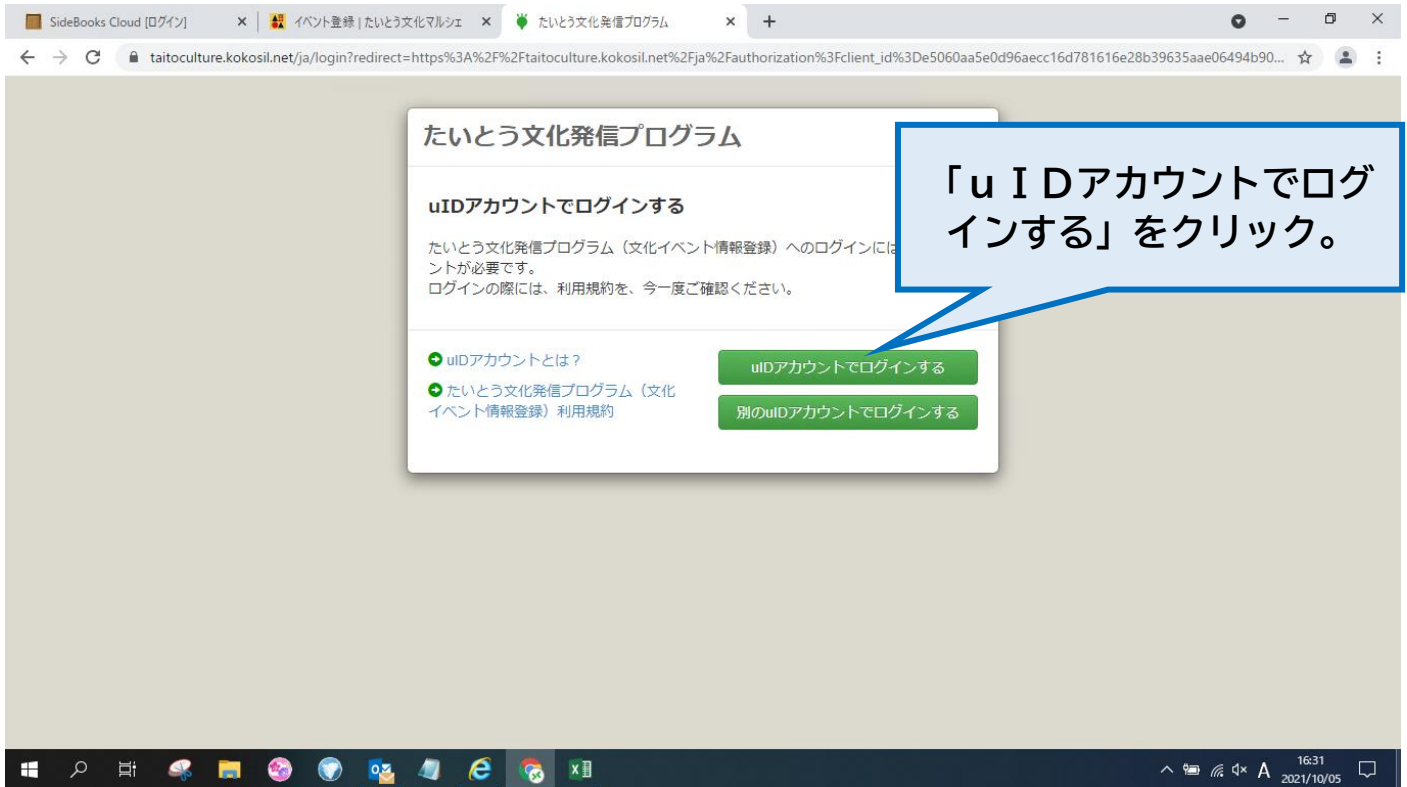 SideBooks Cloud [ログイン]
イベント登録 | たいとう文化マルシェ
たいとう文化発信プログラム
taitoculture.kokosil.net/ja/login?redirect=https%3A%2F%2Ftaitoculture.kokosil.net%2Fja%2Fauthorization%3Fclient_id%3De5060aa5e0d96aecc16d781616e28b39635aae06494b90...
たいとう文化発信プログラム
「uIDアカウントでログ
インする」をクリック。
uIDアカウントでログインする
たいとう文化発信プログラム（文化イベント情報登録）へのログインには
ントが必要です。
ログインの際には、利用規約を、今一度ご確認ください。
uIDアカウントとは？
たいとう文化発信プログラム（文化
イベント情報登録）利用規約
uIDアカウントでログインする
別のuIDアカウントでログインする
A
16:31
2021/10/05